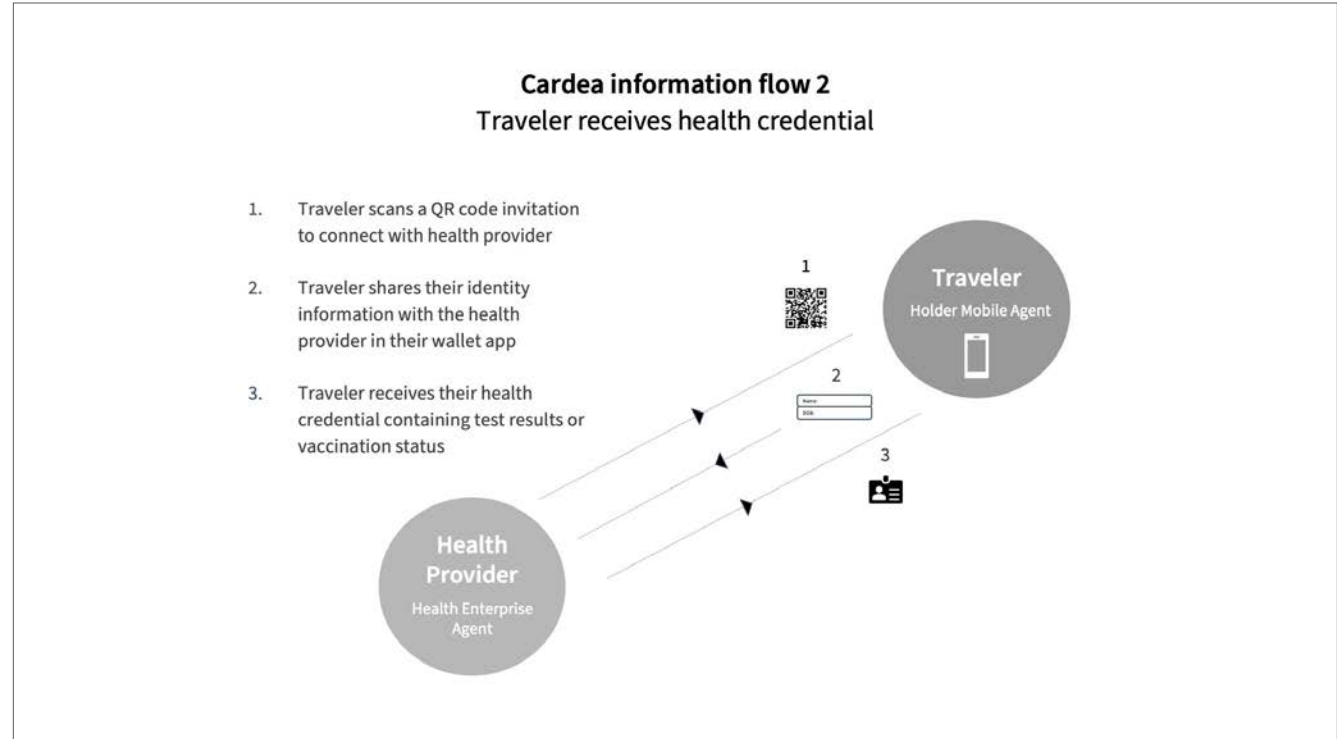 Cardea information flow 2
Traveler receives health credential
1. Traveler scans a QR code invitation
to connect with health provider
2. Traveler shares their identity
information with the health
provider in their wallet app
3. Traveler receives their health
credential containing test results or
vaccination status
1
Traveler
Holder Mobile Agent
2
Name
DOB
3
Health
Provider
Health Enterprise
Agent